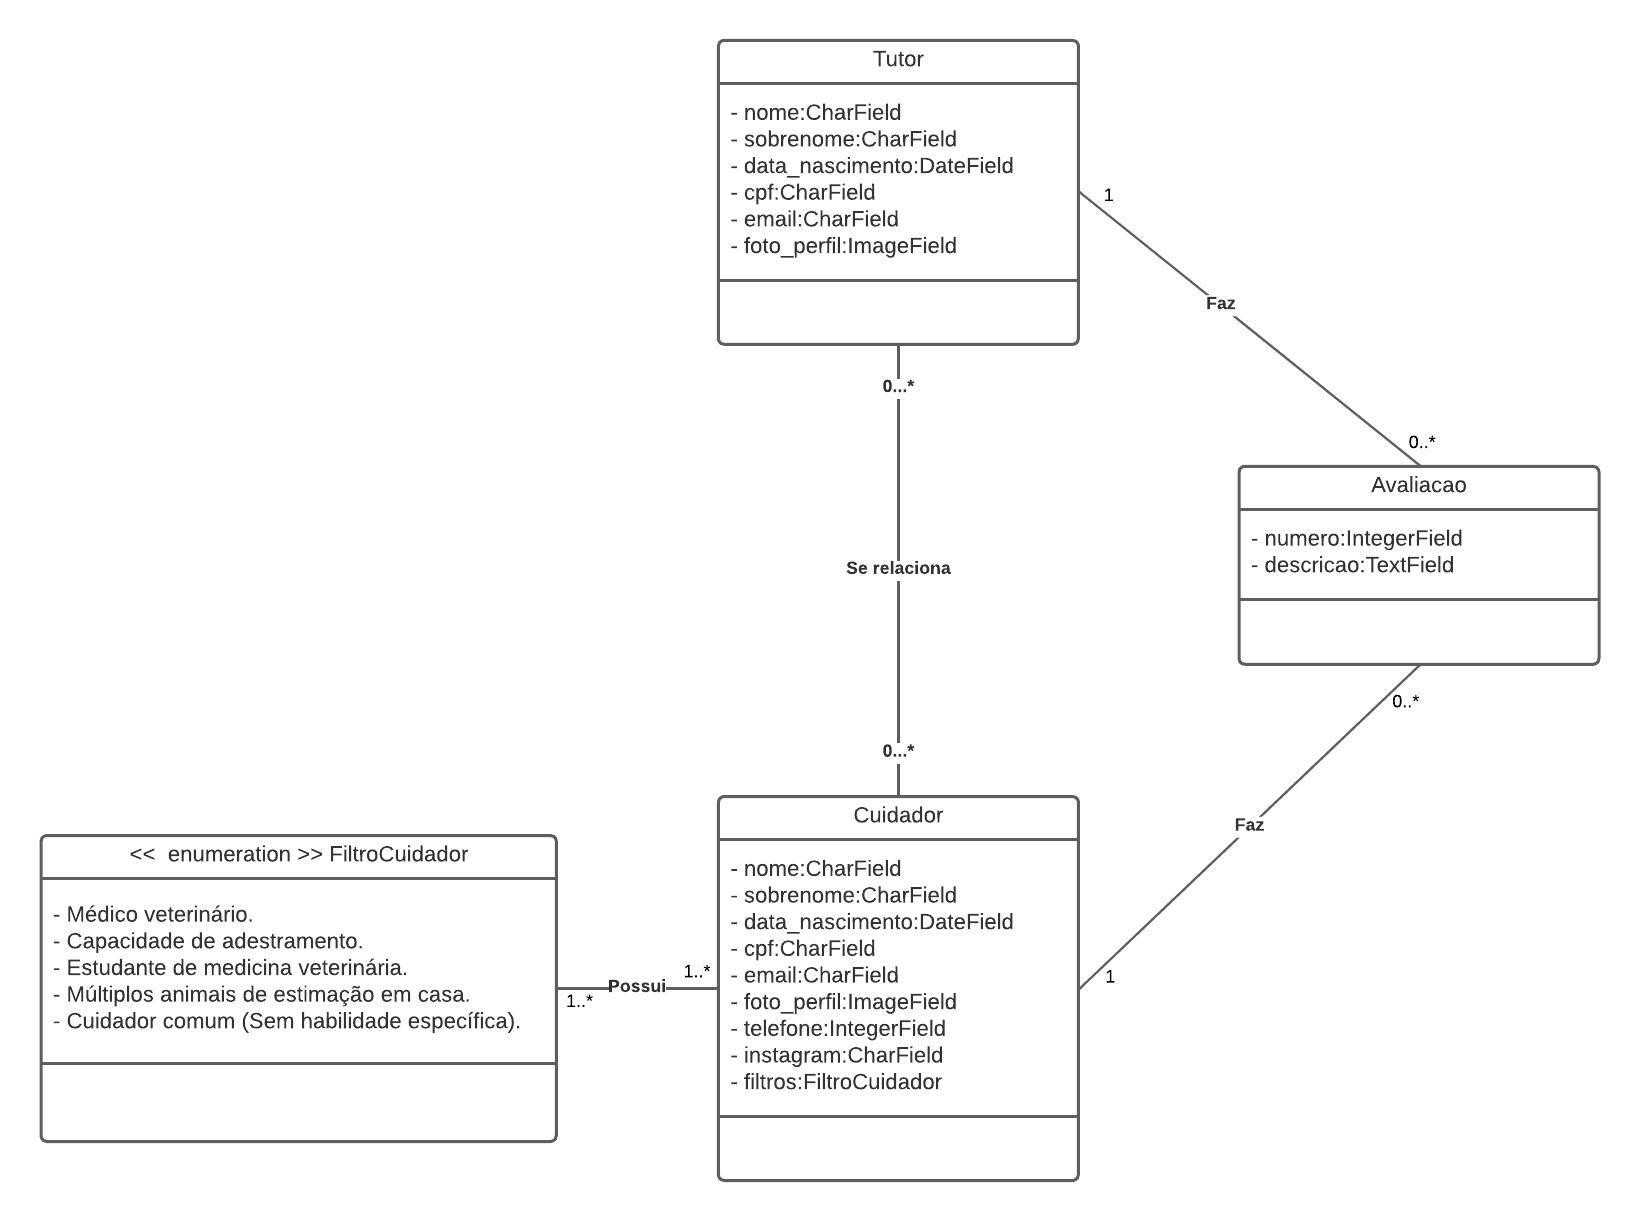 Tutor
- nome:CharField
- sobrenome:CharField
- data_nascimento:DateField
- cpf:CharField
- email:CharField
- foto_perfil:ImageField
1
Faz
0...*
0..*
Avaliacao
- numero:IntegerField
- descricao:TextField
Se relaciona
0..*
0...*
Faz
1
Cuidador
- nome:CharField
- sobrenome:CharField
- data_nascimento:DateField
- cpf:CharField
- email:CharField
- foto_perfil:ImageField
- telefone:IntegerField
- instagram:CharField
- filtros:FiltroCuidador
<< enumeration >> FiltroCuidador
- Médico veterinário.
- Capacidade de adestramento.
- Estudante de medicina veterinária.
- Múltiplos animais de estimação em casa.
- Cuidador comum (Sem habilidade específica).
1..*
Possui
1..*